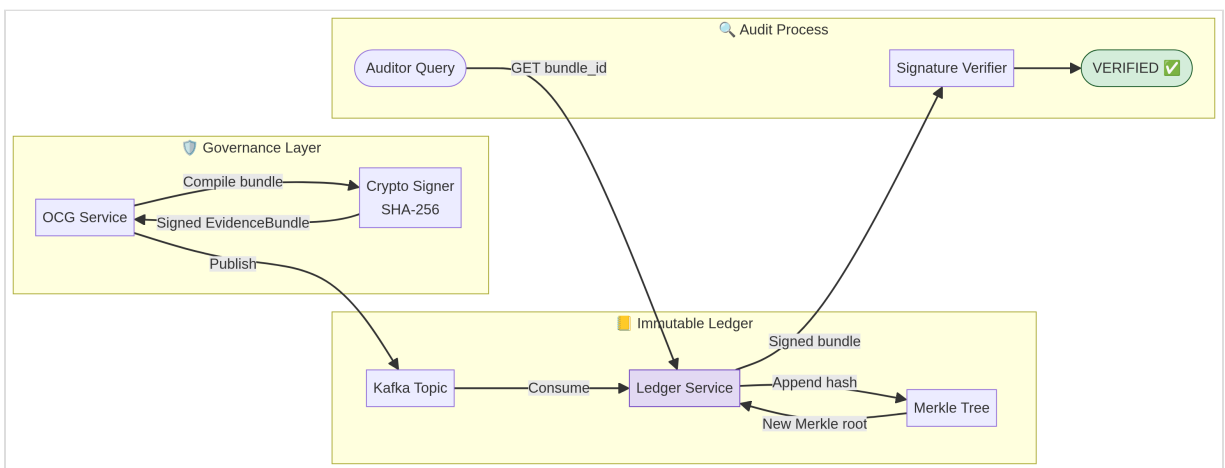 🔍 Audit Process
Auditor Query
GET bundle_id
Signature Verifier
VERIFIED ✅
🛡️ Governance Layer
Compile bundle
Crypto Signer
SHA-256
OCG Service
Signed EvidenceBundle
Publish
📒 Immutable Ledger
Signed bundle
Kafka Topic
Consume
Ledger Service
Append hash
Merkle Tree
New Merkle root